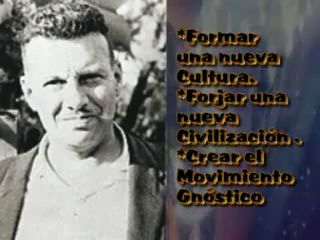 *Formar
una nueva
Cultura.
*Forjar una
nueva
Civilización .
*Crear el
Movimiento
Gnóstico